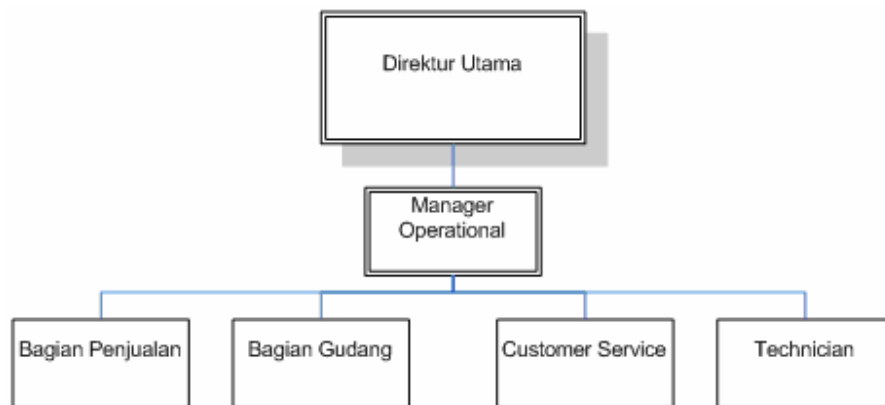 Direktur Utama
Manager
Operational
Bagian Penjualan
Bagian Gudang
Customer Service
Technician